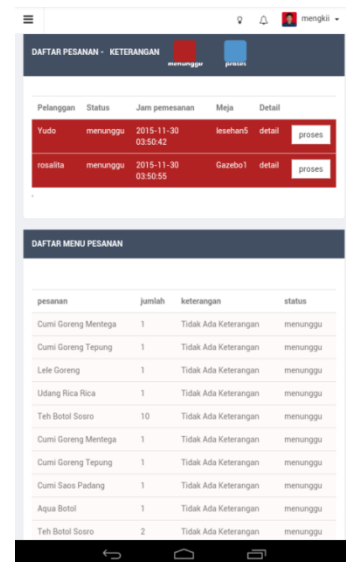 mengkii
DAFTAR PESANAN - KETERANGAN
menunggu proses
Pelanggan Status Jam pemesanan Meja Detail
Yudo menunggu 2015-11-30 03:50:42 lesehan5 detail proses
rosalita menunggu 2015-11-30 03:50:55 Gazebo1 detail proses
DAFTAR MENU PESANAN
pesanan jumlah keterangan status
Cumi Goreng Mentega 1 Tidak Ada Keterangan menunggu
Cumi Goreng Tepung 1 Tidak Ada Keterangan menunggu
Lele Goreng 1 Tidak Ada Keterangan menunggu
Udang Rica Rica 1 Tidak Ada Keterangan menunggu
Teh Botol Sosro 10 Tidak Ada Keterangan menunggu
Cumi Goreng Mentega 1 Tidak Ada Keterangan menunggu
Cumi Goreng Tepung 1 Tidak Ada Keterangan menunggu
Cumi Saos Padang 1 Tidak Ada Keterangan menunggu
Aqua Botol 1 Tidak Ada Keterangan menunggu
Teh Botol Sosro 2 Tidak Ada Keterangan menunggu